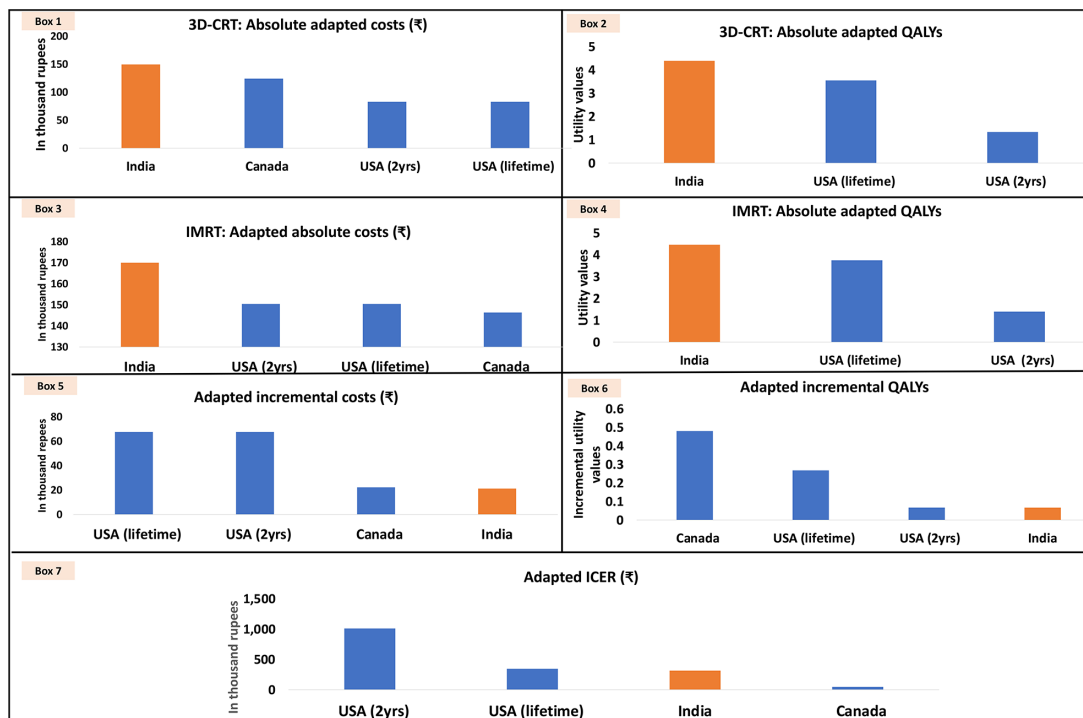 Box 1
3D-CRT: Absolute adapted costs (₹)
In thousand rupees
200
150
100
50
0
India
Canada
USA (2yrs)
USA (lifetime)
Box 2
3D-CRT: Absolute adapted QALYs
Utility values
5
4
3
2
1
0
India
USA (lifetime)
USA (2yrs)
Box 3
IMRT: Adapted absolute costs (₹)
In thousand rupees
180
170
160
150
140
130
India
USA (2yrs)
USA (lifetime)
Canada
Box 4
IMRT: Absolute adapted QALYs
Utility values
5
4
3
2
1
0
India
USA (lifetime)
USA (2yrs)
Box 5
Adapted incremental costs (₹)
In thousand repees
80
60
40
20
0
USA (lifetime)
USA (2yrs)
Canada
India
Box 6
Adapted incremental QALYs
Incremental utility
values
0.6
0.5
0.4
0.3
0.2
0.1
0
Canada
USA (lifetime)
USA (2yrs)
India
Box 7
Adapted ICER (₹)
In thousand rupees
1,500
1,000
500
0
USA (2yrs)
USA (lifetime)
India
Canada